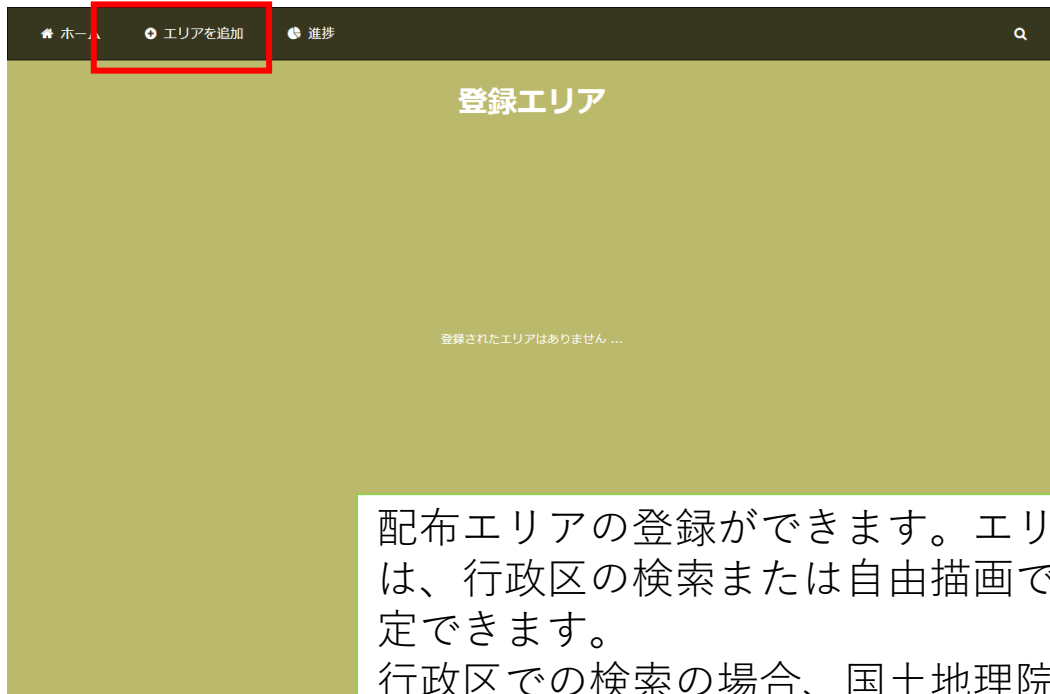 ホーム エリアを追加 進捗
登録エリア
登録されたエリアはありません ...
配布エリアの登録ができます。エリ
は、行政区の検索または自由描画で
定できます。
行政区での検索の場合、国土地理院